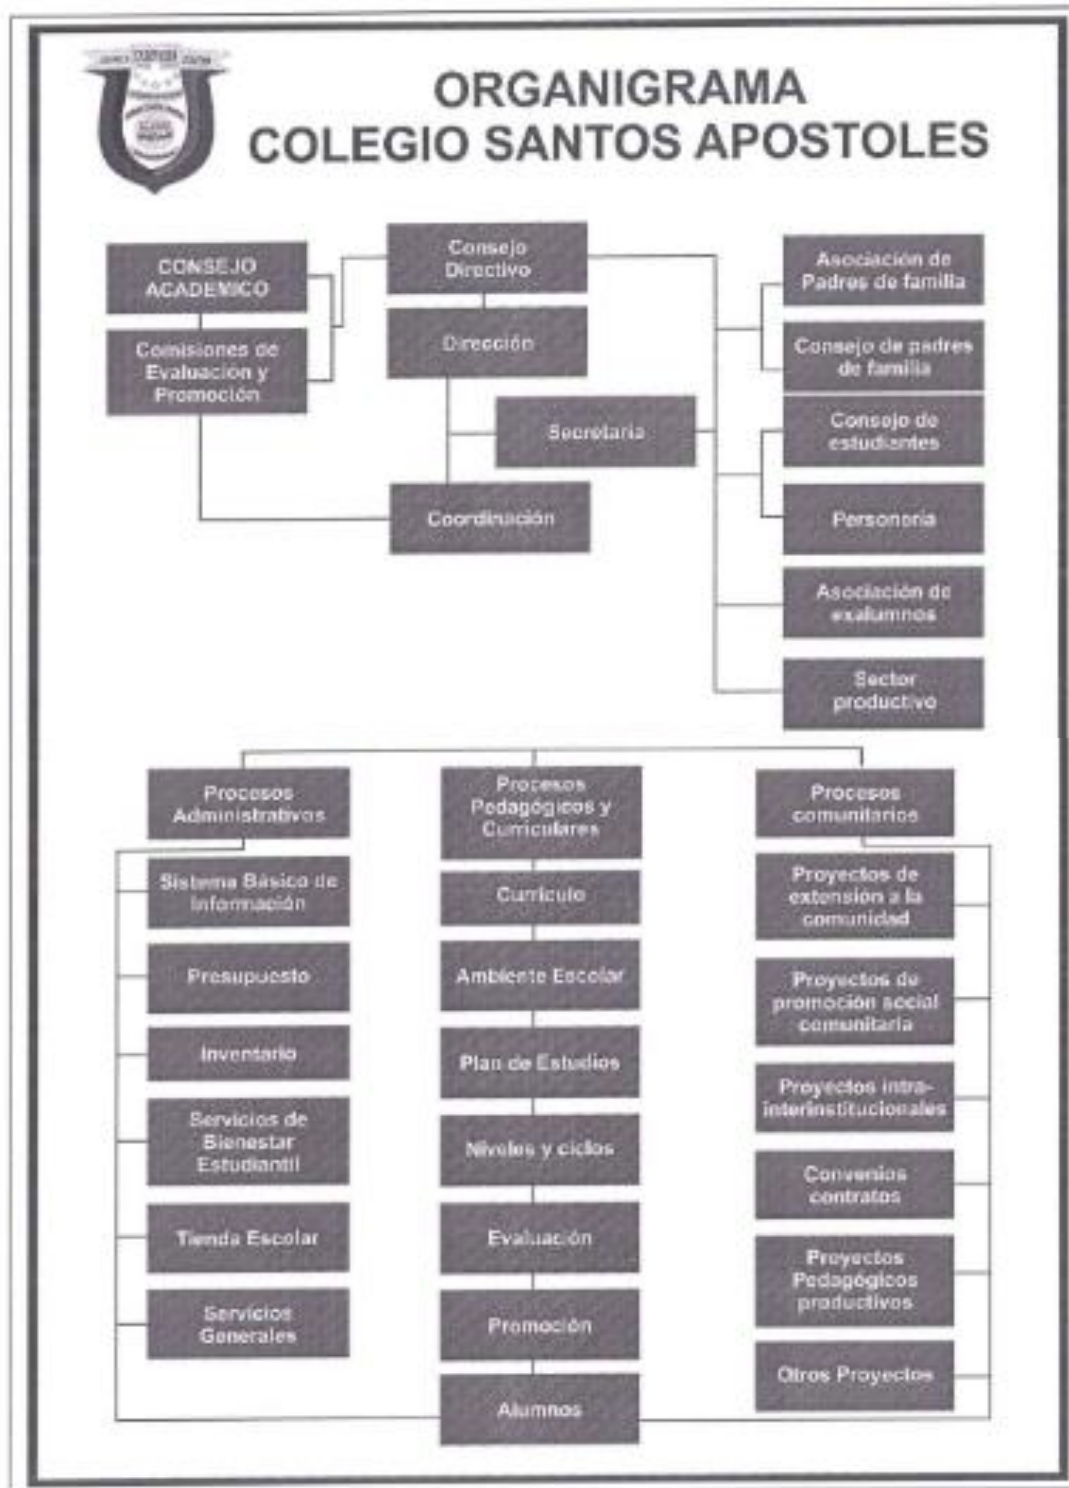 ORGANIGRAMA
COLEGIO SANTOS APOSTOLES
CONSEJO
ACADEMICO
Comisiones de
Evaluación y
Promoción
Consejo
Directivo
Dirección
Secretaria
Coordinación
Asociación de
Padres de familia
Consejo de padres
de familia
Consejo de
estudiantes
Personería
Asociación de
exalumnos
Sector
productivo
Procesos
Administrativos
Sistema Básico de
Información
Presupuesto
Inventario
Servicios de
Bienestar
Estudiantil
Tienda Escolar
Servicios
Generales
Procesos
Pedagógicos y
Curriculares
Currículo
Ambiente Escolar
Plan de Estudios
Niveles y ciclos
Evaluación
Promoción
Alumnos
Procesos
comunitarios
Proyectos de
extensión a la
comunidad
Proyectos de
promoción social
comunitaria
Proyectos intra-
interinstitucionales
Convenios
contratos
Proyectos
Pedagógicos
productivos
Otros Proyectos